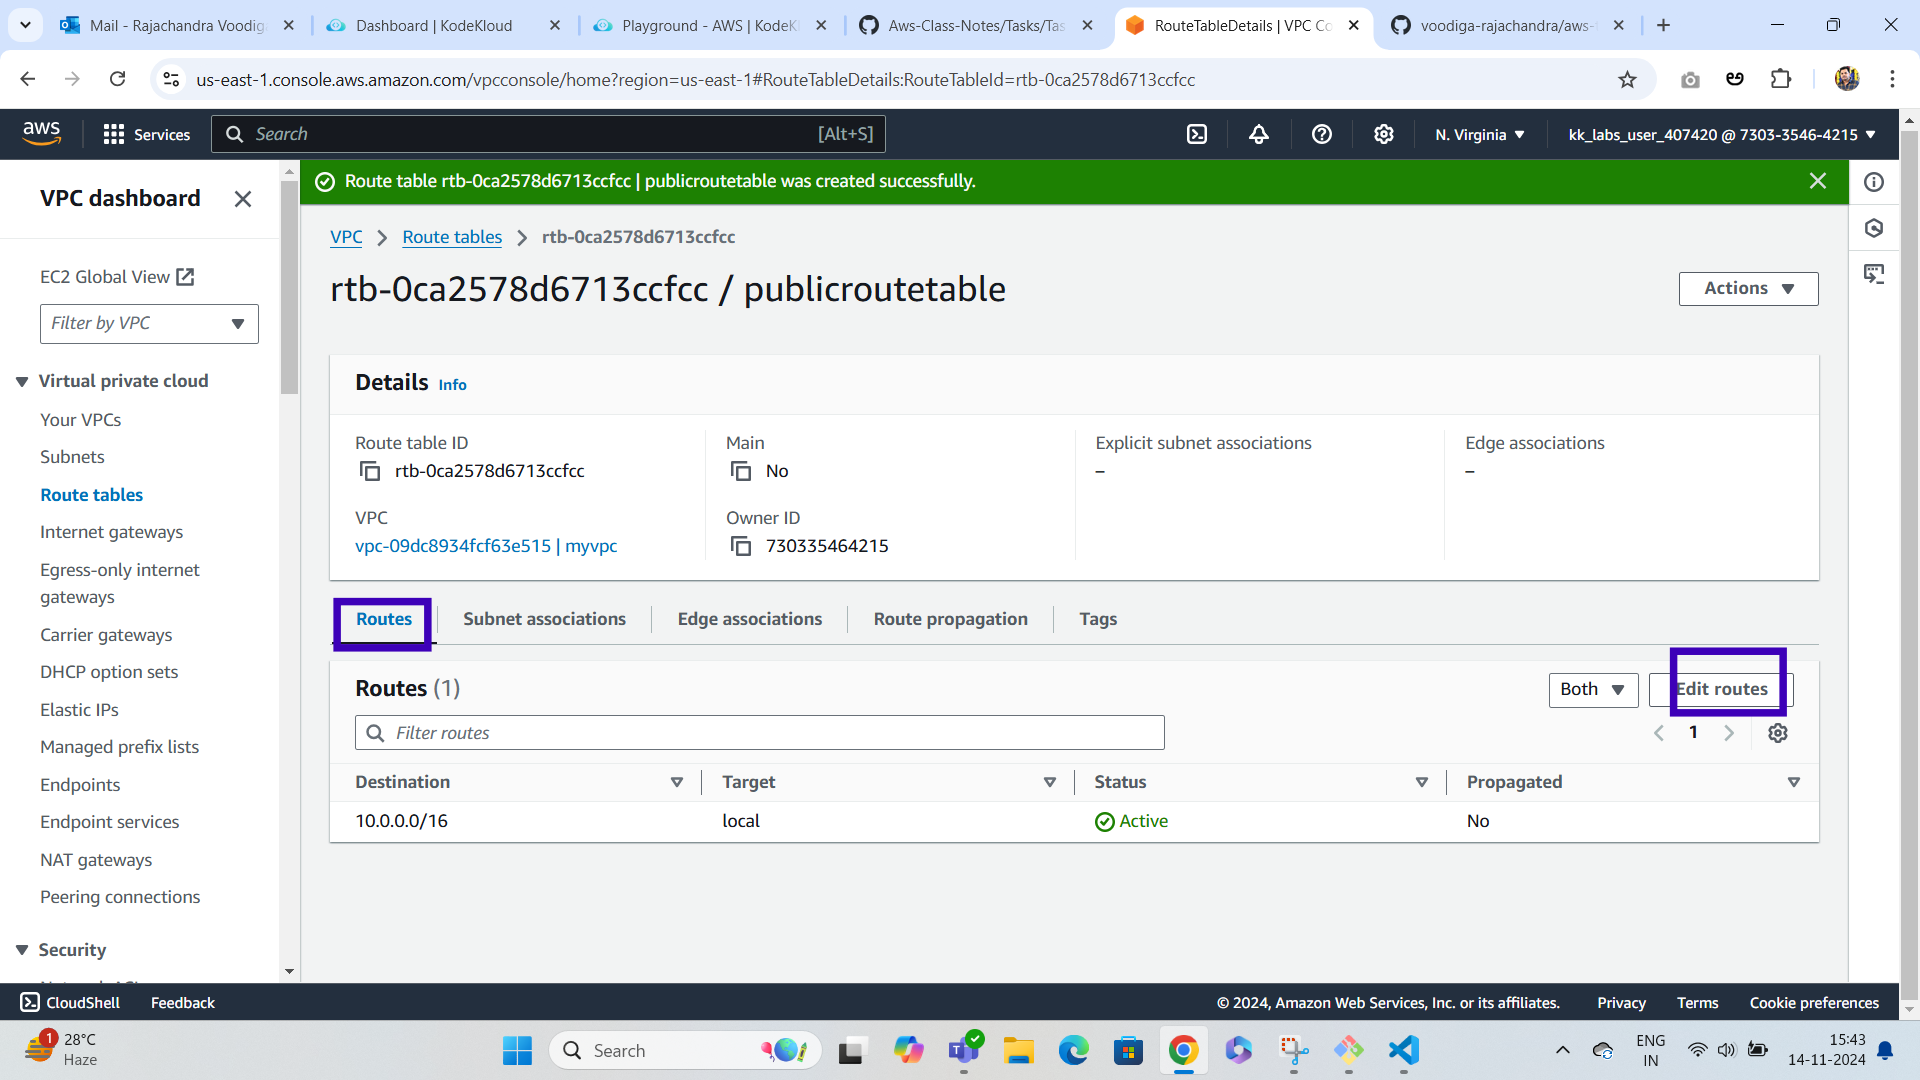 Mail - Rajachandra Voodiga
Dashboard | KodeKloud
Playground - AWS | KodeKl
Aws-Class-Notes/Tasks/Tas
RouteTableDetails | VPC Co
voodiga-rajachandra/aws-
us-east-1.console.aws.amazon.com/vpcconsole/home?region=us-east-1#RouteTableDetails:RouteTableId=rtb-0ca2578d6713ccfcc
aws
Services
Search
[Alt+S]
N. Virginia
kk_labs_user_407420 @ 7303-3546-4215
VPC dashboard
EC2 Global View
Filter by VPC
Virtual private cloud
Your VPCs
Subnets
Route tables
Internet gateways
Egress-only internet
gateways
Carrier gateways
DHCP option sets
Elastic IPs
Managed prefix lists
Endpoints
Endpoint services
NAT gateways
Peering connections
Security
Route table rtb-0ca2578d6713ccfcc | publicroutetable was created successfully.
VPC
Route tables
rtb-0ca2578d6713ccfcc
rtb-0ca2578d6713ccfcc / publicroutetable
Actions
Details Info
Route table ID
rtb-0ca2578d6713ccfcc
Main
No
Explicit subnet associations
–
Edge associations
–
VPC
vpc-09dc8934fcf63e515 | myvpc
Owner ID
730335464215
Routes
Subnet associations
Edge associations
Route propagation
Tags
Routes (1)
Both
Edit routes
Filter routes
1
Destination
Target
Status
Propagated
10.0.0.0/16
local
Active
No
CloudShell
Feedback
© 2024, Amazon Web Services, Inc. or its affiliates.
Privacy
Terms
Cookie preferences
1
28°C
Haze
Search
ENG
IN
15:43
14-11-2024